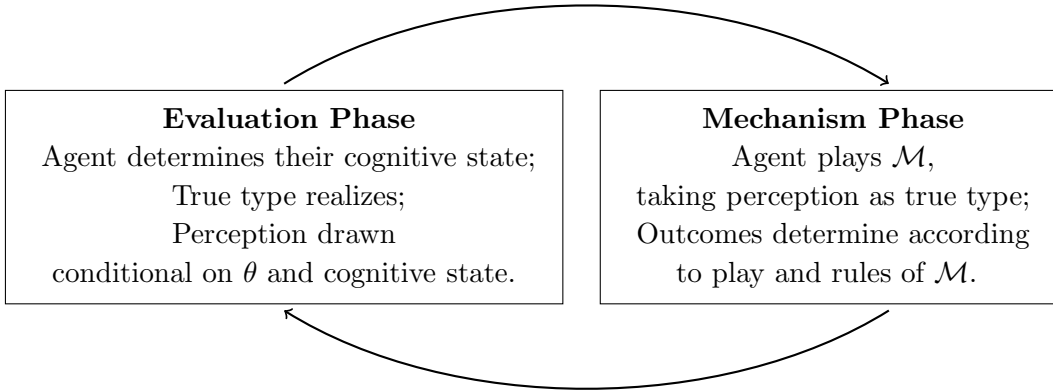 Evaluation Phase
Agent determines their cognitive state;
True type realizes;
Perception drawn
conditional on θ and cognitive state.
Mechanism Phase
Agent plays ℳ,
taking perception as true type;
Outcomes determine according
to play and rules of ℳ.